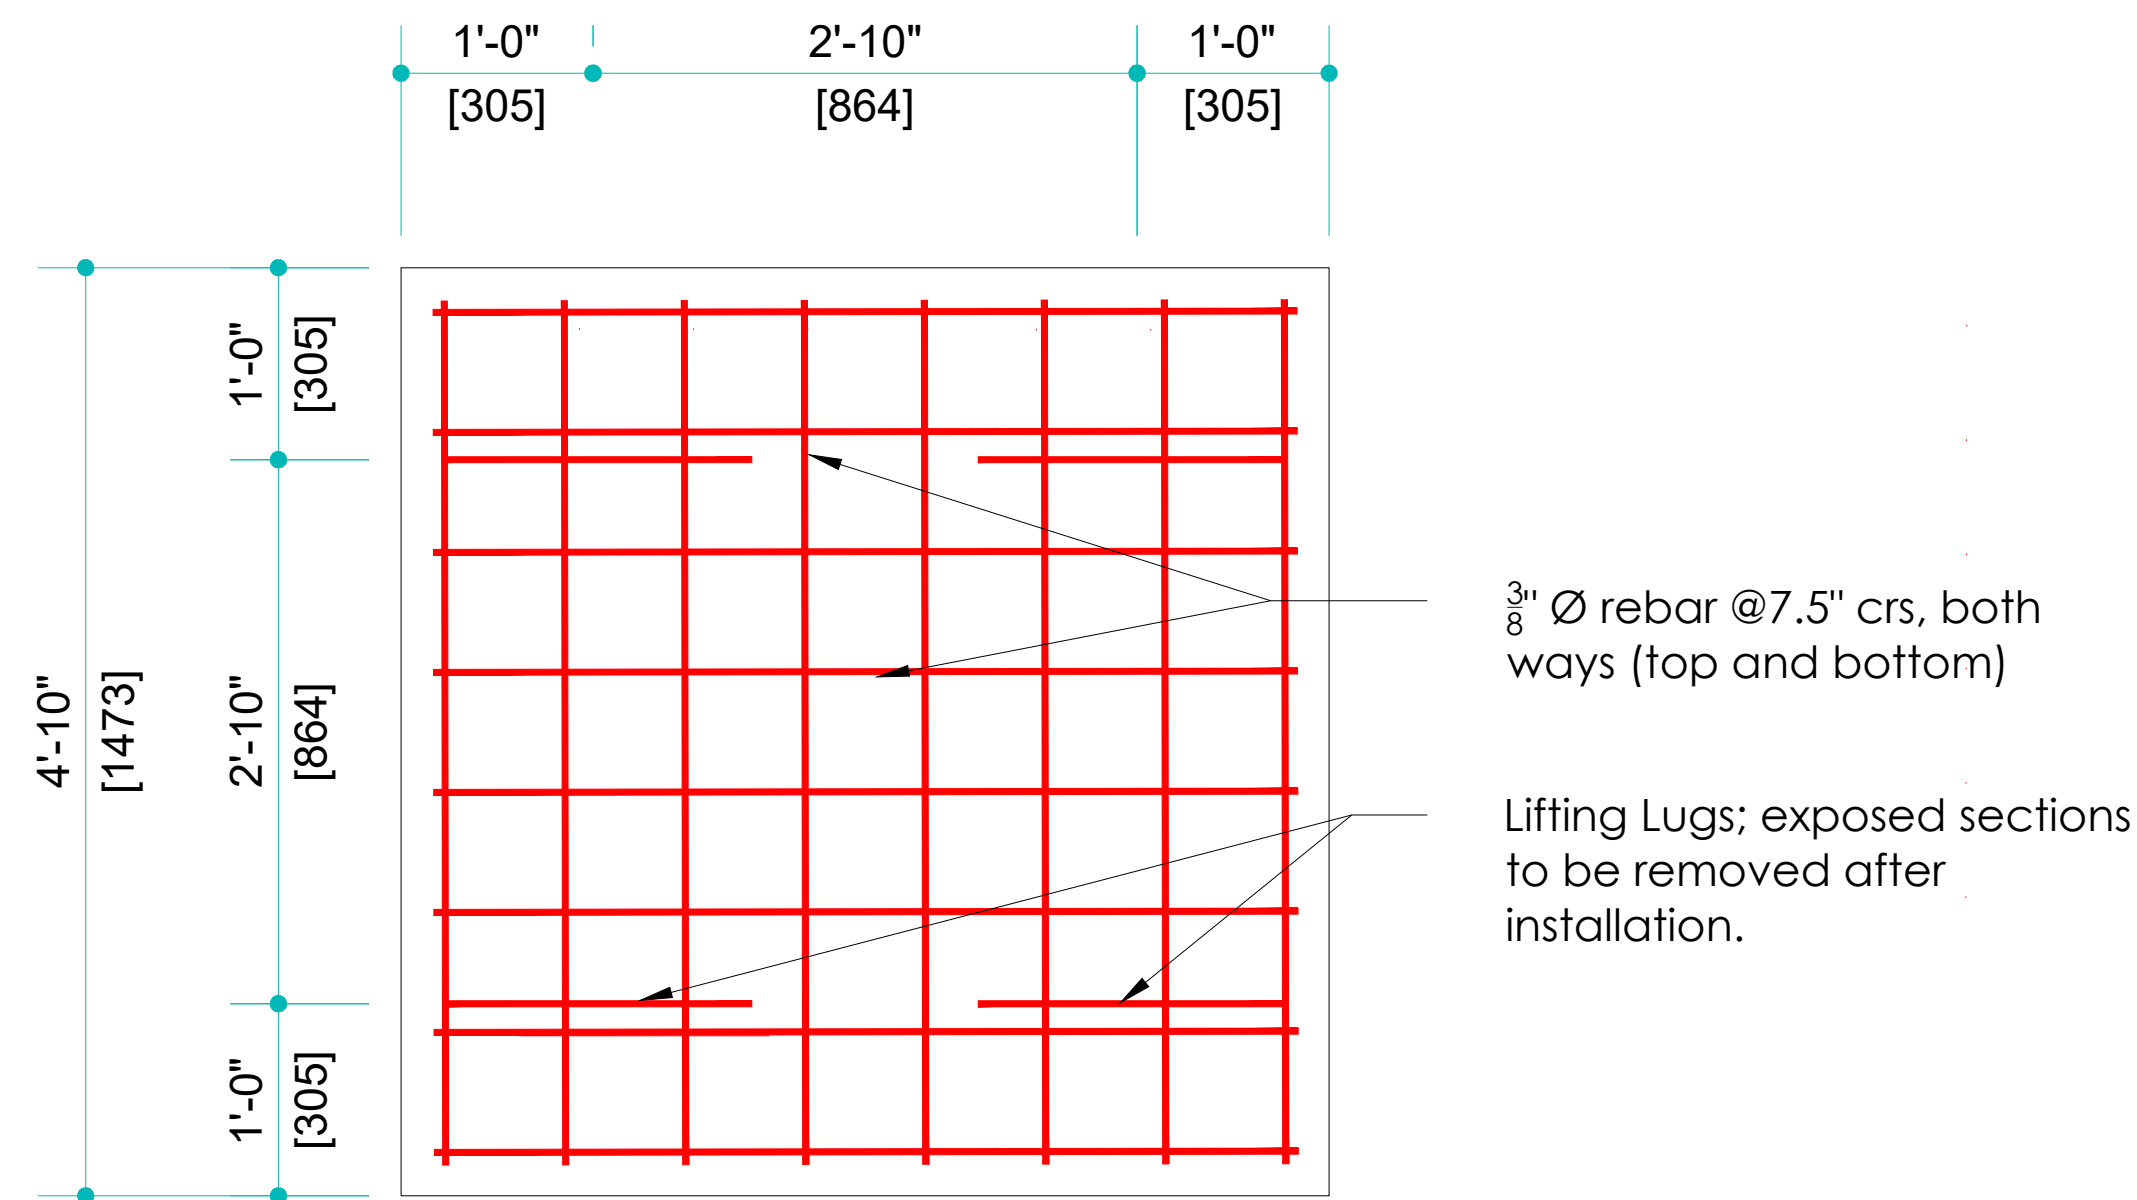 1'-0" 2'-10" 1'-0"
[305] [864] [305]
1'-0"
[305]
4'-10"
[1473]
2'-10"
[864]
1'-0"
[305]
3/8" Ø rebar @7.5" crs, both
ways (top and bottom)
Lifting Lugs; exposed sections
to be removed after
installation.